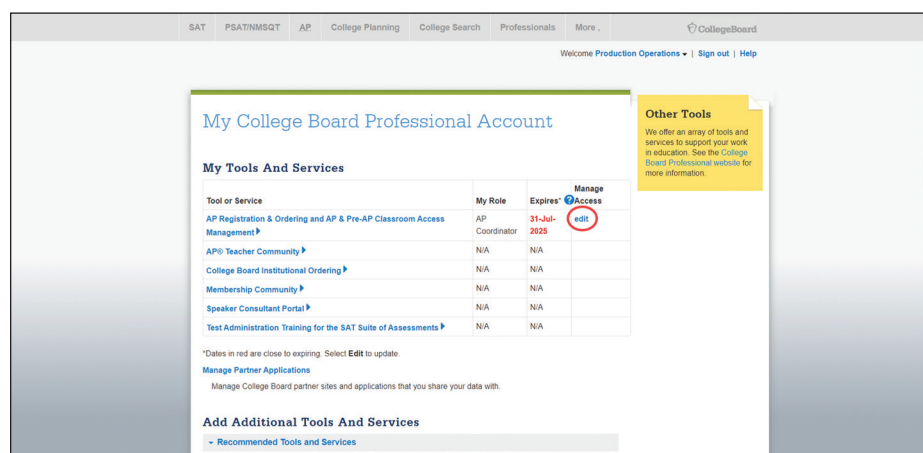 SAT PSAT/NMSQT AP College Planning College Search Professionals More , CollegeBoard
Welcome Production Operations | Sign out | Help
My College Board Professional Account
My Tools And Services
Tool or Service My Role Expires* ? Manage Access
AP Registration & Ordering and AP & Pre-AP Classroom Access AP 31-Jul- edit
Management Coordinator 2025
AP® Teacher Community N/A N/A
College Board Institutional Ordering N/A N/A
Membership Community N/A N/A
Speaker Consultant Portal N/A N/A
Test Administration Training for the SAT Suite of Assessments N/A N/A
*Dates in red are close to expiring. Select Edit to update.
Manage Partner Applications
Manage College Board partner sites and applications that you share your data with.
Add Additional Tools And Services
Recommended Tools and Services
Other Tools
We offer an array of tools and
services to support your work
in education. See the College
Board Professional website for
more information.